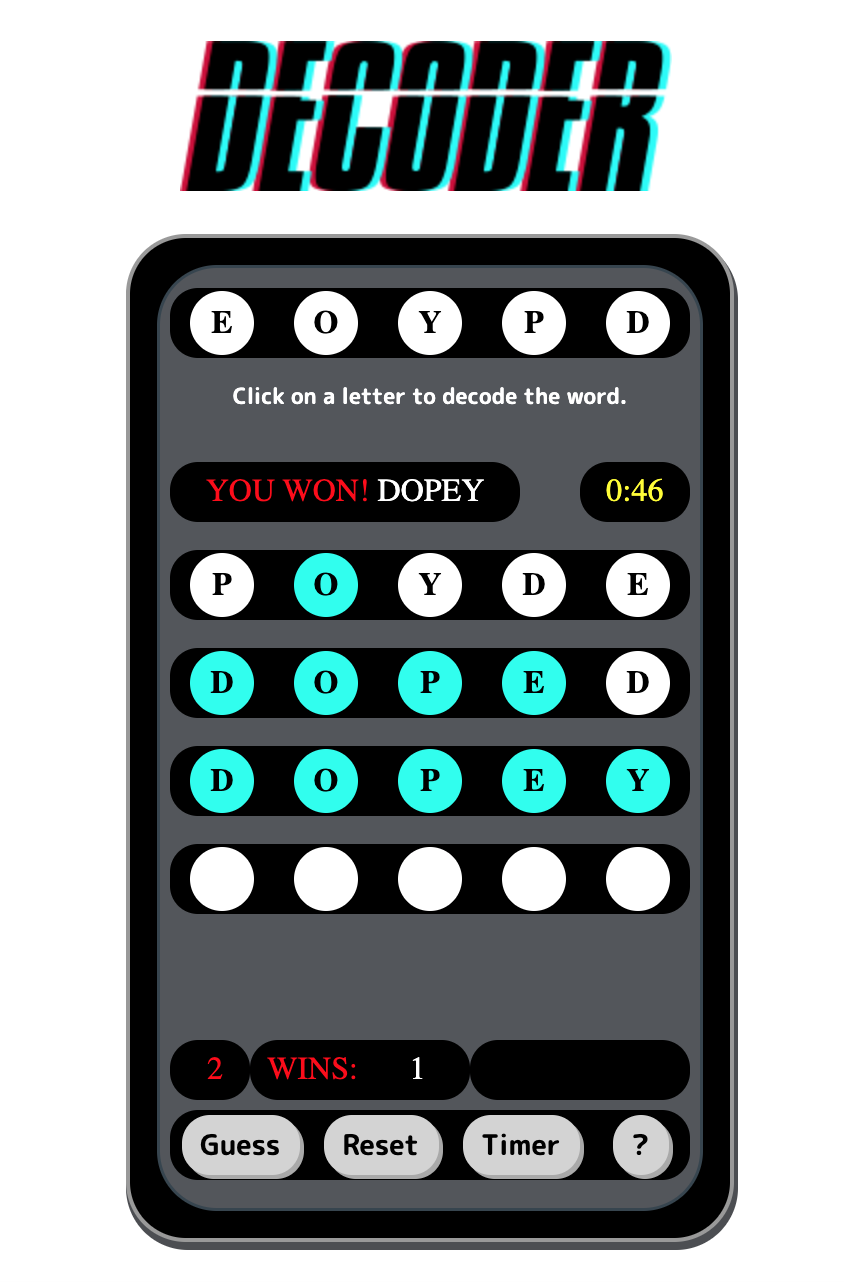 DECODER
E O Y P D
Click on a letter to decode the word.
YOU WON! DOPEY 0:46
P O Y D E
D O P E D
D O P E Y
2 WINS: 1
Guess Reset Timer ?